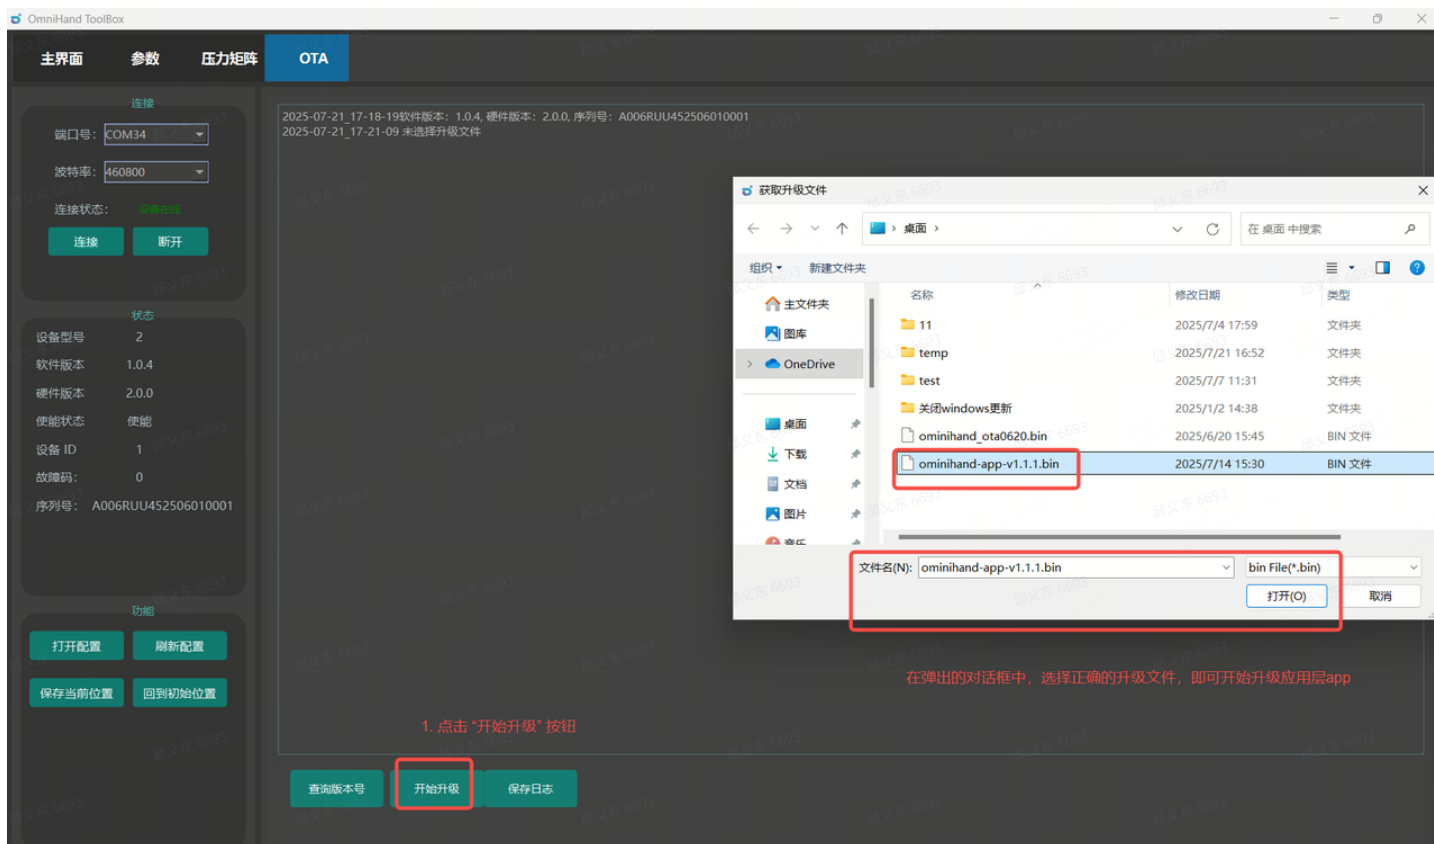 OmniHand ToolBox
主界面 参数 压力矩阵 OTA
连接
端口号： COM34
波特率： 460800
连接状态： 设备在线
连接 断开
状态
设备型号 2
软件版本 1.0.4
硬件版本 2.0.0
使能状态 使能
设备 ID 1
故障码： 0
序列号： A006RUU452506010001
功能
打开配置 刷新配置
保存当前位置 回到初始位置
2025-07-21_17-18-19软件版本：1.0.4, 硬件版本：2.0.0, 序列号：A006RUU452506010001
2025-07-21_17-21-09 未选择升级文件
获取升级文件
桌面
在 桌面 中搜索
组织 新建文件夹
主文件夹
图库
OneDrive
桌面
下载
文档
图片
音乐
名称 修改日期 类型
11 2025/7/4 17:59 文件夹
temp 2025/7/21 16:52 文件夹
test 2025/7/7 11:31 文件夹
关闭windows更新 2025/1/2 14:38 文件夹
ominihand_ota0620.bin 2025/6/20 15:45 BIN 文件
ominihand-app-v1.1.1.bin 2025/7/14 15:30 BIN 文件
文件名(N): ominihand-app-v1.1.1.bin bin File(*.bin)
打开(O) 取消
在弹出的对话框中，选择正确的升级文件，即可开始升级应用层app
1. 点击 “开始升级” 按钮
查询版本号 开始升级 保存日志
邱义东 6693